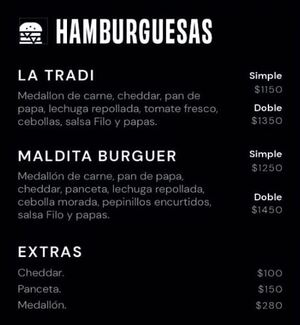 HAMBURGUESAS
LA TRADI
Simple
$1150
Medallon de carne, cheddar, pan de
papa, lechuga repollada, tomate fresco,
cebollas, salsa Filo y papas.
Doble
$1350
MALDITA BURGUER
Simple
$1250
Medallón de carne, pan de papa,
cheddar, panceta, lechuga repollada,
cebolla morada, pepinillos encurtidos,
salsa Filo y papas.
Doble
$1450
EXTRAS
Cheddar. $100
Panceta. $150
Medallón. $280